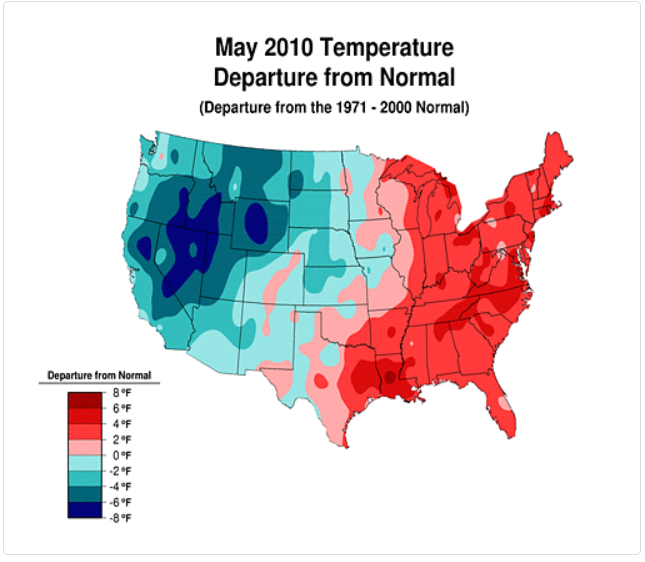 May 2010 Temperature
Departure from Normal
(Departure from the 1971 - 2000 Normal)
Departure from Normal
8 °F
6 °F
4 °F
2 °F
0 °F
-2 °F
-4 °F
-6 °F
-8 °F